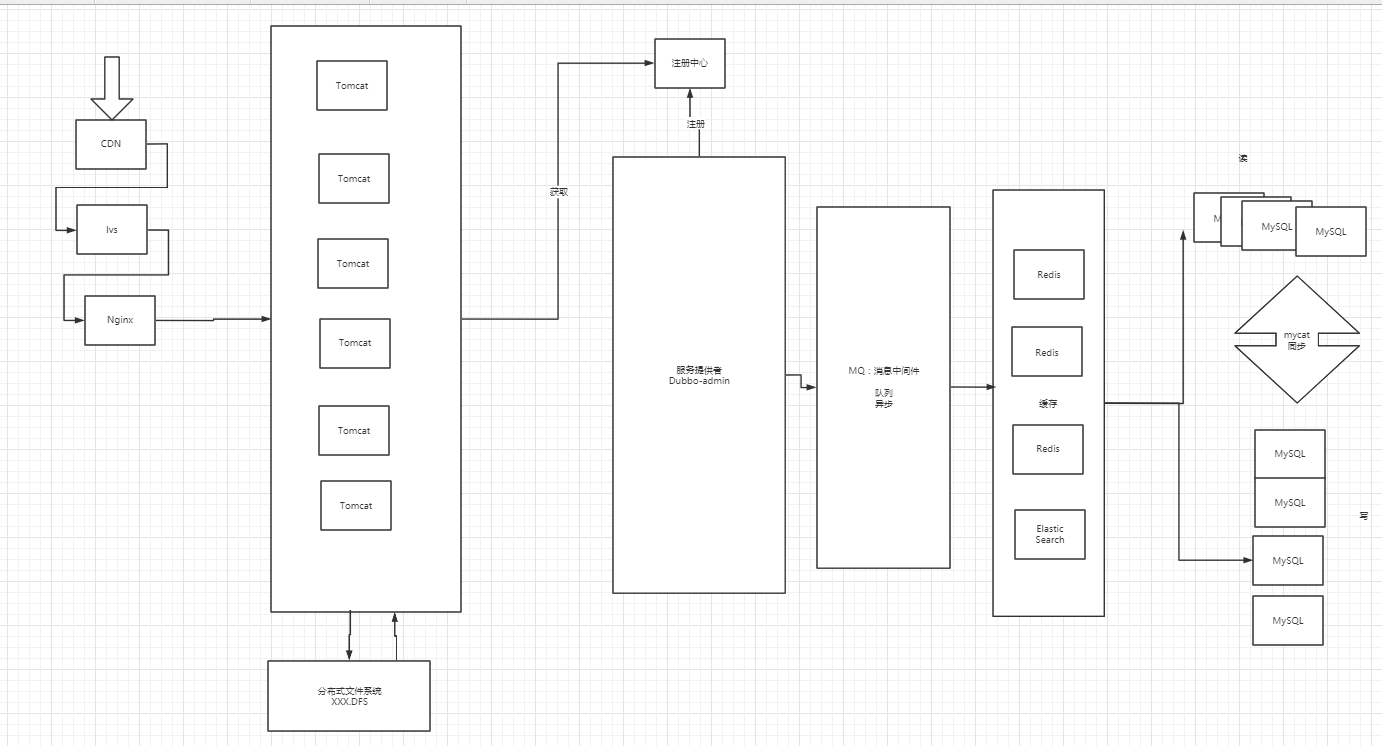 CDN
lvs
Nginx
Tomcat
Tomcat
Tomcat
Tomcat
Tomcat
Tomcat
分布式文件系统
XXX.DFS
获取
注册中心
注册
服务提供者
Dubbo-admin
MQ：消息中间件
队列
异步
Redis
Redis
缓存
Redis
Elastic
Search
读
M
MySQL
MySQL
mycat
同步
MySQL
MySQL
写
MySQL
MySQL